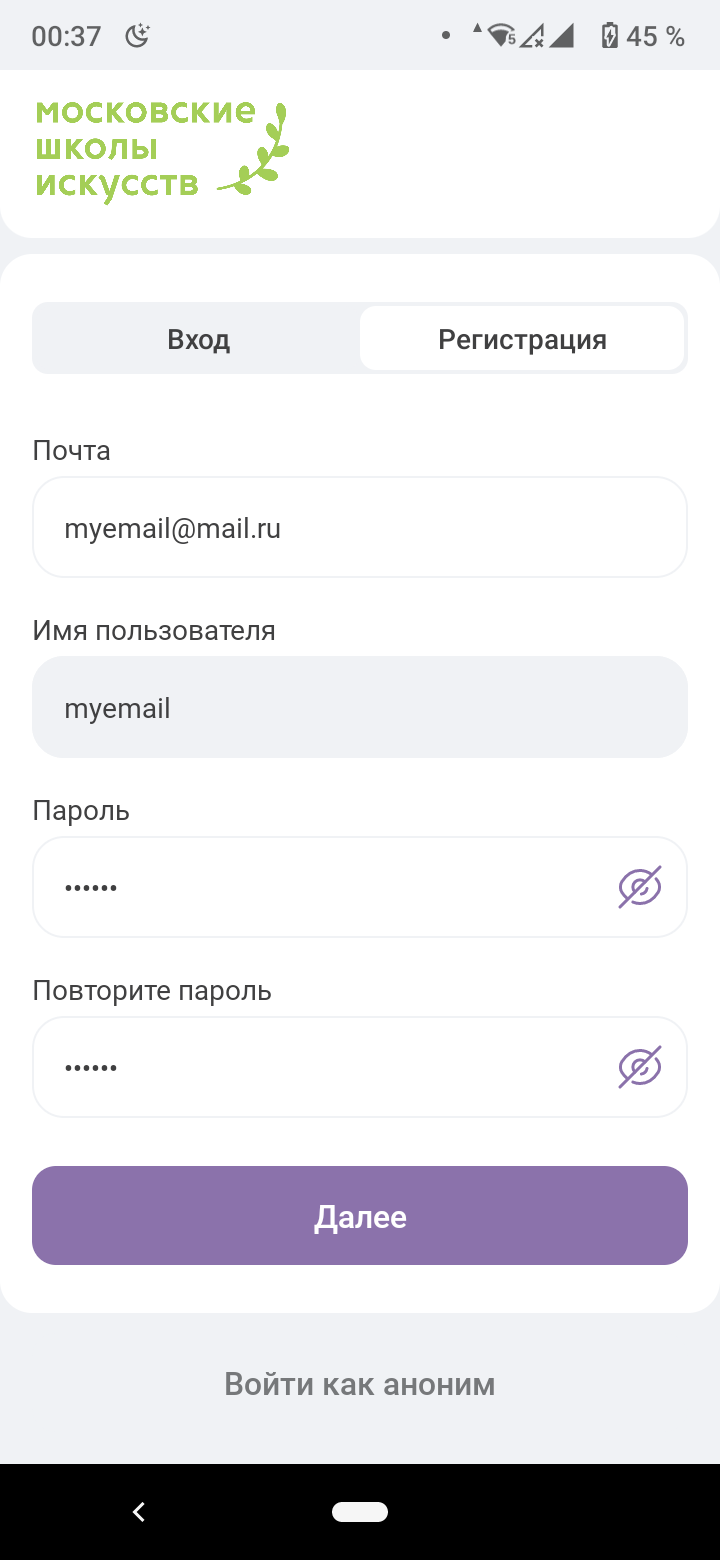 00:37
5
45 %
московские
школы
искусств
Вход
Регистрация
Почта
myemail@mail.ru
Имя пользователя
myemail
Пароль
••••••
Повторите пароль
••••••
Далее
Войти как аноним